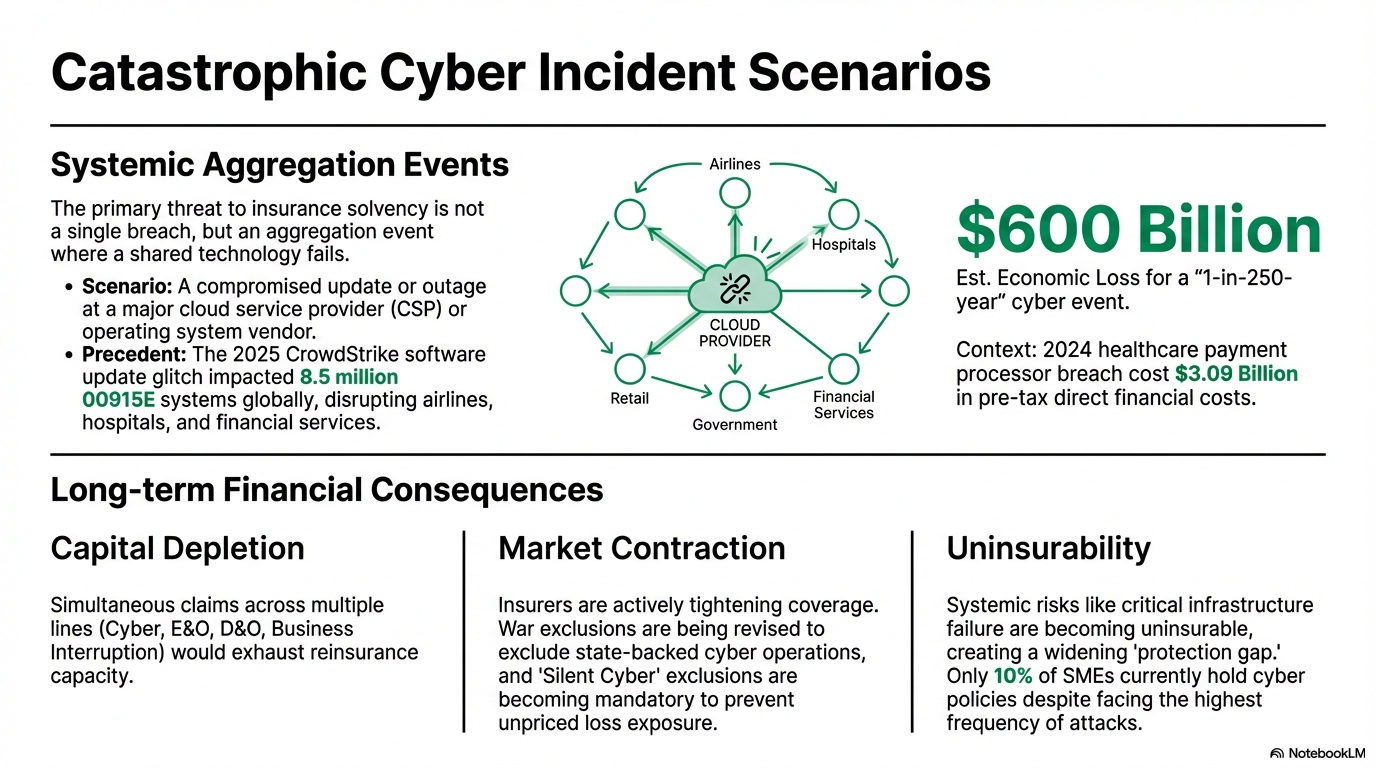 Catastrophic Cyber Incident Scenarios
Systemic Aggregation Events
The primary threat to insurance solvency is not
a single breach, but an aggregation event
where a shared technology fails.
• Scenario: A compromised update or outage
at a major cloud service provider (CSP) or
operating system vendor.
• Precedent: The 2025 CrowdStrike software
update glitch impacted 8.5 million
00915E systems globally, disrupting airlines,
hospitals, and financial services.
Airlines
Hospitals
CLOUD
PROVIDER
Retail
Government
Financial
Services
$600 Billion
Est. Economic Loss for a “1-in-250-
year” cyber event.
Context: 2024 healthcare payment
processor breach cost $3.09 Billion
in pre-tax direct financial costs.
Long-term Financial Consequences
Capital Depletion
Simultaneous claims across multiple
lines (Cyber, E&O, D&O, Business
Interruption) would exhaust reinsurance
capacity.
Market Contraction
Insurers are actively tightening coverage.
War exclusions are being revised to
exclude state-backed cyber operations,
and 'Silent Cyber' exclusions are
becoming mandatory to prevent
unpriced loss exposure.
Uninsurability
Systemic risks like critical infrastructure
failure are becoming uninsurable,
creating a widening 'protection gap.'
Only 10% of SMEs currently hold cyber
policies despite facing the highest
frequency of attacks.
NotebookLM